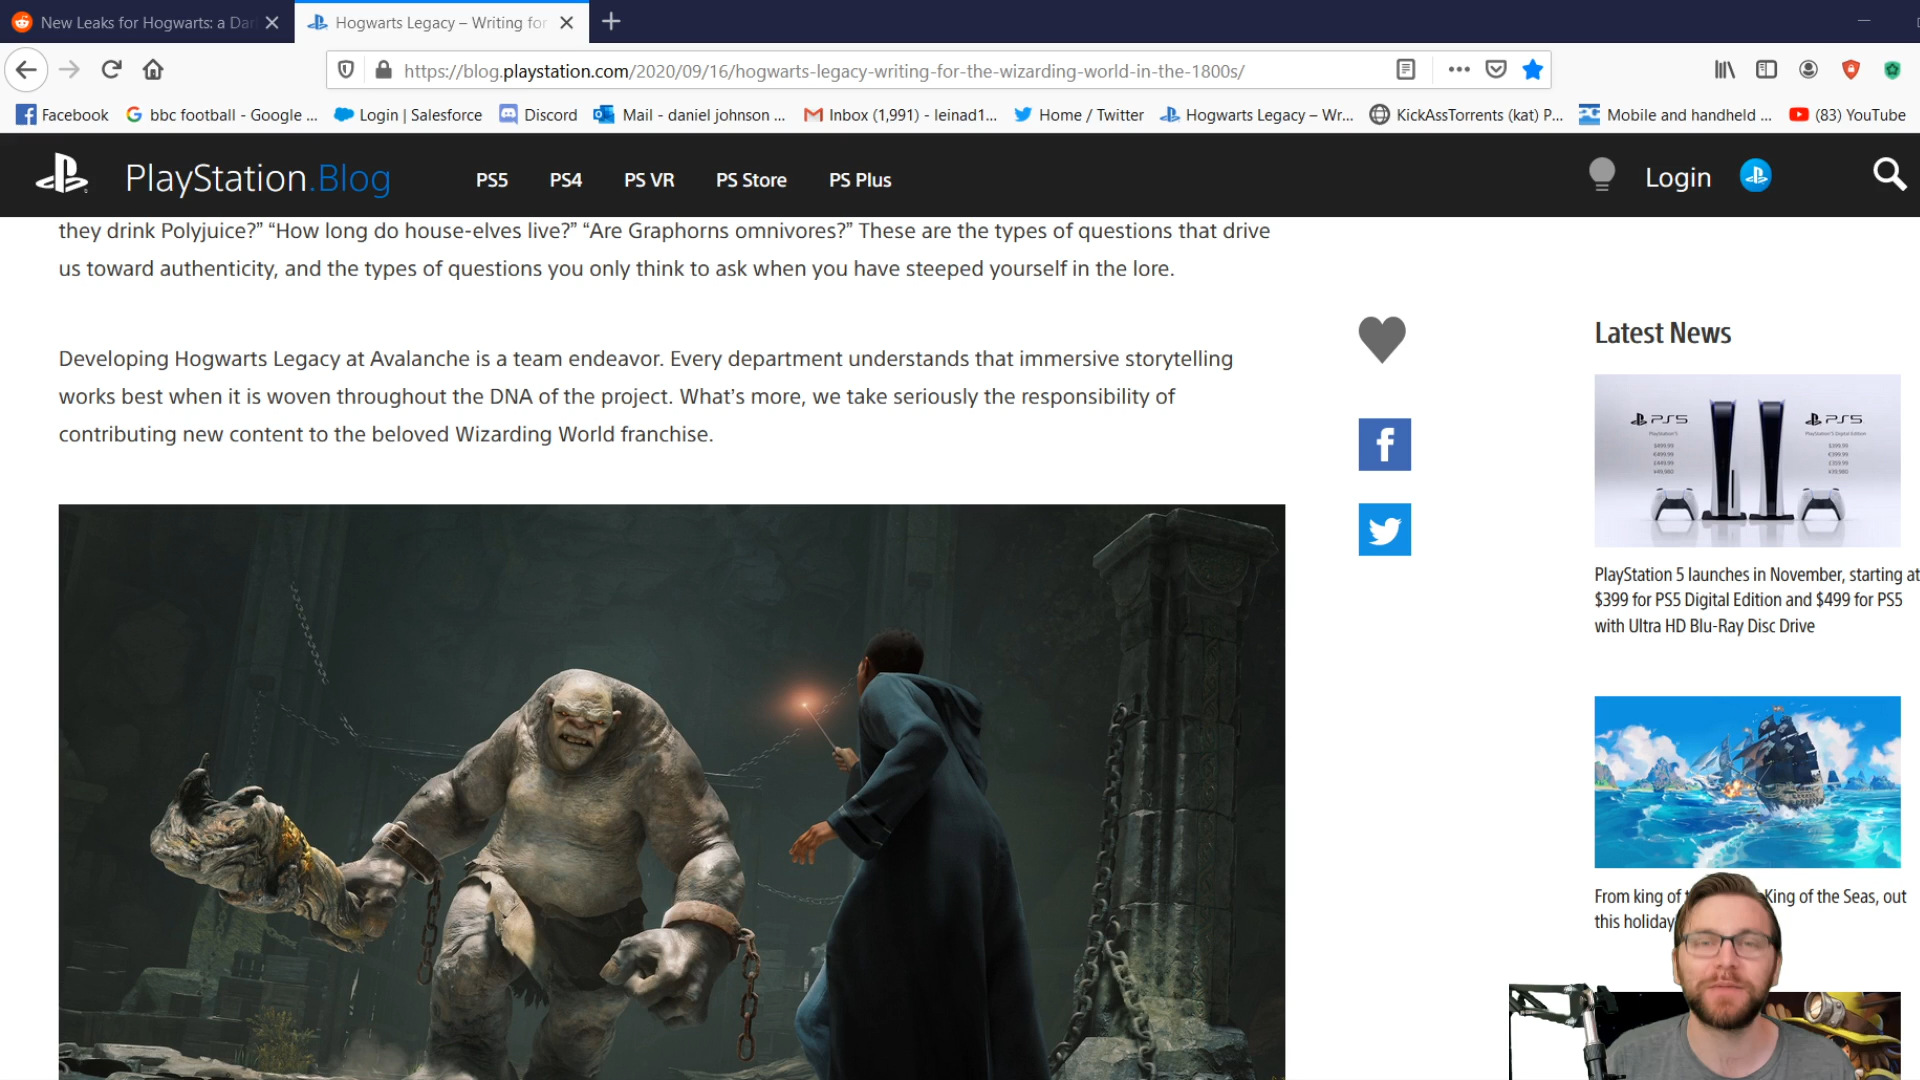 New Leaks for Hogwarts: a Dar
Hogwarts Legacy – Writing for
https://blog.playstation.com/2020/09/16/hogwarts-legacy-writing-for-the-wizarding-world-in-the-1800s/
Facebook
bbc football - Google ...
Login | Salesforce
Discord
Mail - daniel johnson ...
Inbox (1,991) - leinad1...
Home / Twitter
Hogwarts Legacy – Wr...
KickAssTorrents (kat) P...
Mobile and handheld ...
(83) YouTube
PlayStation.Blog
PS5
PS4
PS VR
PS Store
PS Plus
Login
they drink Polyjuice?” “How long do house-elves live?” “Are Graphorns omnivores?” These are the types of questions that drive
us toward authenticity, and the types of questions you only think to ask when you have steeped yourself in the lore.
Developing Hogwarts Legacy at Avalanche is a team endeavor. Every department understands that immersive storytelling
works best when it is woven throughout the DNA of the project. What’s more, we take seriously the responsibility of
contributing new content to the beloved Wizarding World franchise.
Latest News
PS5
PS5
PlayStation 5 launches in November, starting at
$399 for PS5 Digital Edition and $499 for PS5
with Ultra HD Blu-Ray Disc Drive
From king of
King of the Seas, out
this holiday